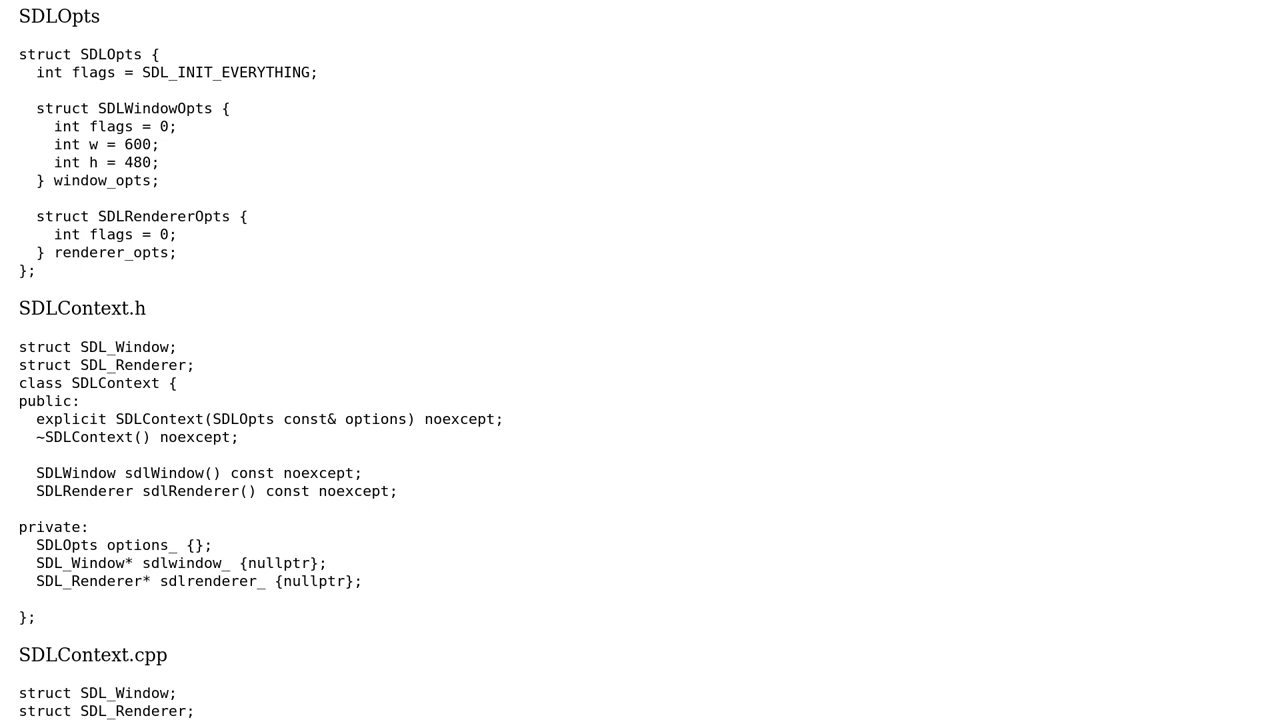 SDLOpts
struct SDLOpts {
  int flags = SDL_INIT_EVERYTHING;

  struct SDLWindowOpts {
    int flags = 0;
    int w = 600;
    int h = 480;
  } window_opts;

  struct SDLRendererOpts {
    int flags = 0;
  } renderer_opts;
};
SDLContext.h
struct SDL_Window;
struct SDL_Renderer;
class SDLContext {
public:
  explicit SDLContext(SDLOpts const& options) noexcept;
  ~SDLContext() noexcept;

  SDLWindow sdlWindow() const noexcept;
  SDLRenderer sdlRenderer() const noexcept;

private:
  SDLOpts options_ {};
  SDL_Window* sdlwindow_ {nullptr};
  SDL_Renderer* sdlrenderer_ {nullptr};

};
SDLContext.cpp
struct SDL_Window;
struct SDL_Renderer;